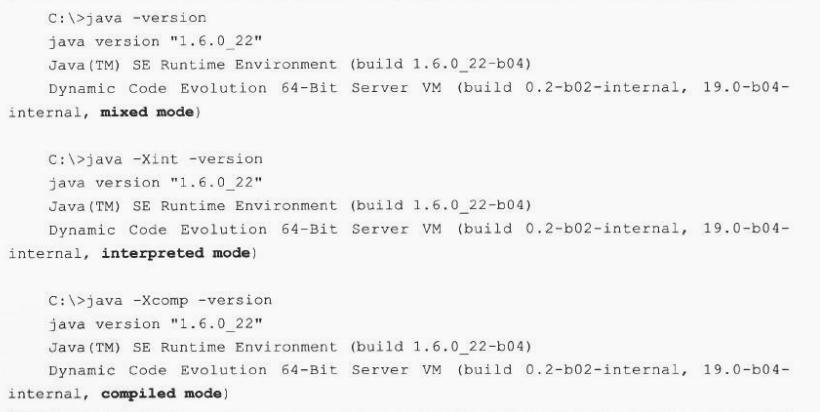 C:\>java -version
java version "1.6.0_22"
Java(TM) SE Runtime Environment (build 1.6.0_22-b04)
Dynamic Code Evolution 64-Bit Server VM (build 0.2-b02-internal, 19.0-b04-
internal, mixed mode)
C:\>java -Xint -version
java version "1.6.0_22"
Java(TM) SE Runtime Environment (build 1.6.0_22-b04)
Dynamic Code Evolution 64-Bit Server VM (build 0.2-b02-internal, 19.0-b04-
internal, interpreted mode)
C:\>java -Xcomp -version
java version "1.6.0_22"
Java(TM) SE Runtime Environment (build 1.6.0_22-b04)
Dynamic Code Evolution 64-Bit Server VM (build 0.2-b02-internal, 19.0-b04-
internal, compiled mode)